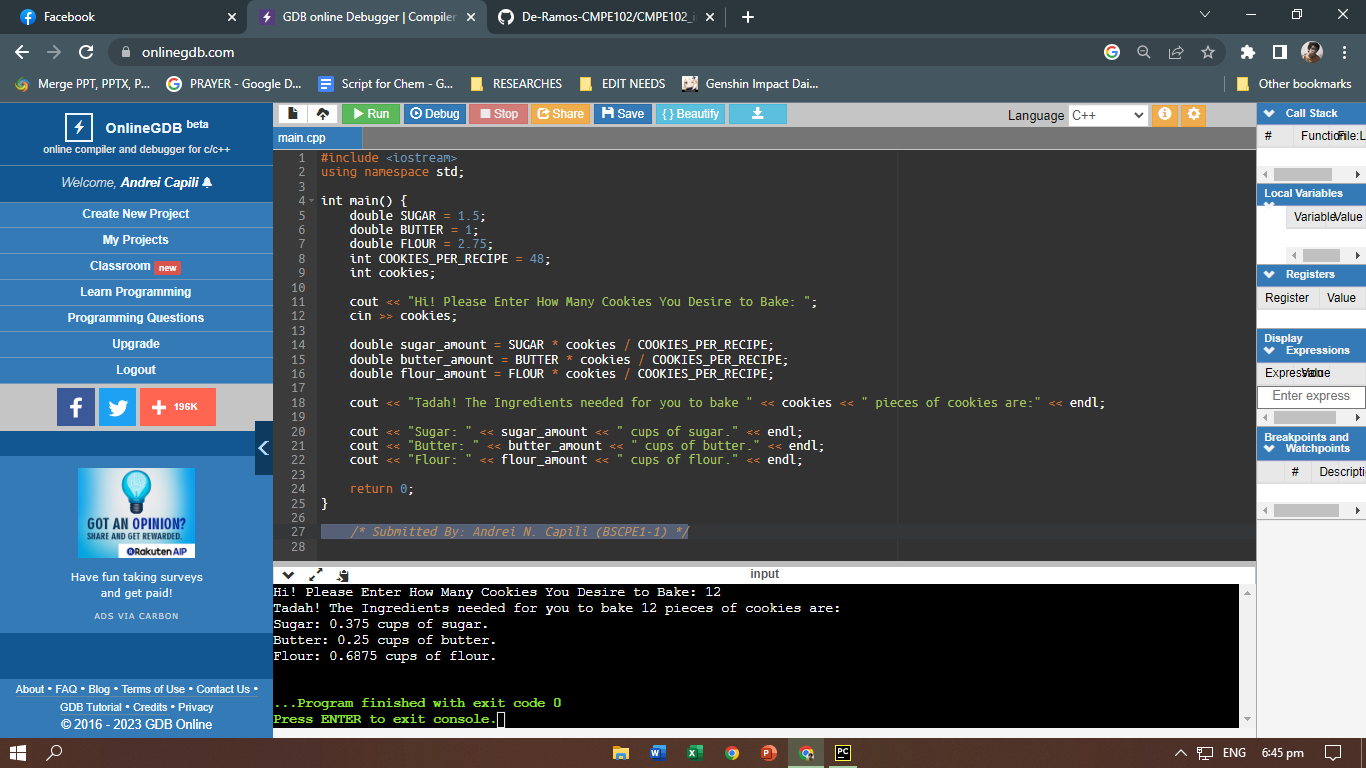 Facebook
GDB online Debugger | Compiler
De-Ramos-CMPE102/CMPE102_i
onlinegdb.com
Merge PPT, PPTX, P...
PRAYER - Google D...
Script for Chem - G...
RESEARCHES
EDIT NEEDS
Genshin Impact Dai...
Other bookmarks
OnlineGDB beta
online compiler and debugger for c/c++
Welcome, Andrei Capili
Create New Project
My Projects
Classroom new
Learn Programming
Programming Questions
Upgrade
Logout
196K
GOT AN OPINION?
SHARE AND GET REWARDED.
Rakuten AIP
Have fun taking surveys
and get paid!
ADS VIA CARBON
About • FAQ • Blog • Terms of Use • Contact Us •
GDB Tutorial • Credits • Privacy
© 2016 - 2023 GDB Online
Run Debug Stop Share Save { } Beautify
Language C++
main.cpp
1 #include <iostream>
2 using namespace std;
3
4 int main() {
5 double SUGAR = 1.5;
6 double BUTTER = 1;
7 double FLOUR = 2.75;
8 int COOKIES_PER_RECIPE = 48;
9 int cookies;
10
11 cout << "Hi! Please Enter How Many Cookies You Desire to Bake: ";
12 cin >> cookies;
13
14 double sugar_amount = SUGAR * cookies / COOKIES_PER_RECIPE;
15 double butter_amount = BUTTER * cookies / COOKIES_PER_RECIPE;
16 double flour_amount = FLOUR * cookies / COOKIES_PER_RECIPE;
17
18 cout << "Tadah! The Ingredients needed for you to bake " << cookies << " pieces of cookies are:" << endl;
19
20 cout << "Sugar: " << sugar_amount << " cups of sugar." << endl;
21 cout << "Butter: " << butter_amount << " cups of butter." << endl;
22 cout << "Flour: " << flour_amount << " cups of flour." << endl;
23
24 return 0;
25 }
26
27 /* Submitted By: Andrei N. Capili (BSCPE1-1) */
28
input
Hi! Please Enter How Many Cookies You Desire to Bake: 12
Tadah! The Ingredients needed for you to bake 12 pieces of cookies are:
Sugar: 0.375 cups of sugar.
Butter: 0.25 cups of butter.
Flour: 0.6875 cups of flour.
...Program finished with exit code 0
Press ENTER to exit console.
Call Stack
# Function File:L
Local Variables
Variable Value
Registers
Register Value
Display
Expressions
Expression Value
Enter express
Breakpoints and
Watchpoints
# Descripti
ENG 6:45 pm